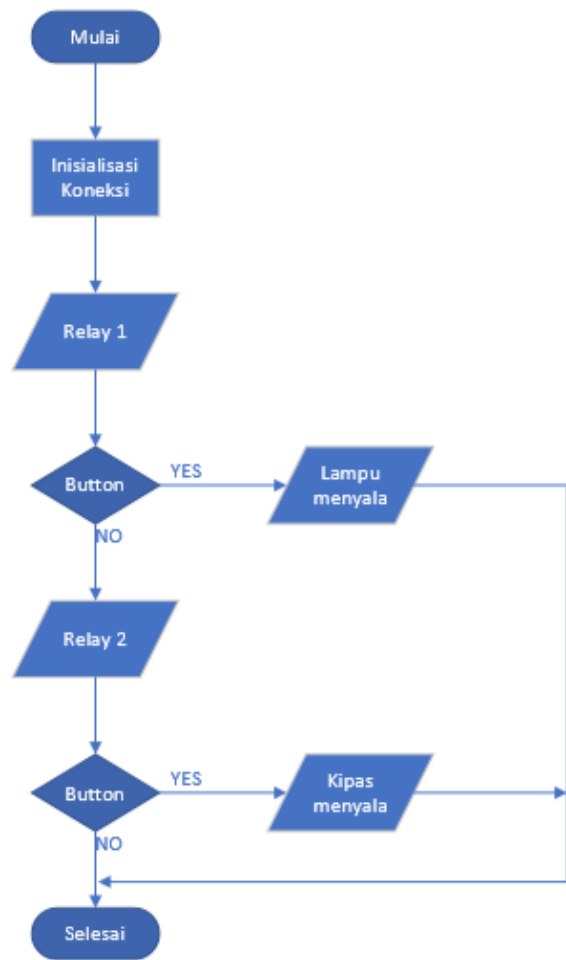 Mulai
Inisialisasi
Koneksi
Relay 1
Button
YES
Lampu
menyala
NO
Relay 2
Button
YES
Kipas
menyala
NO
Selesai